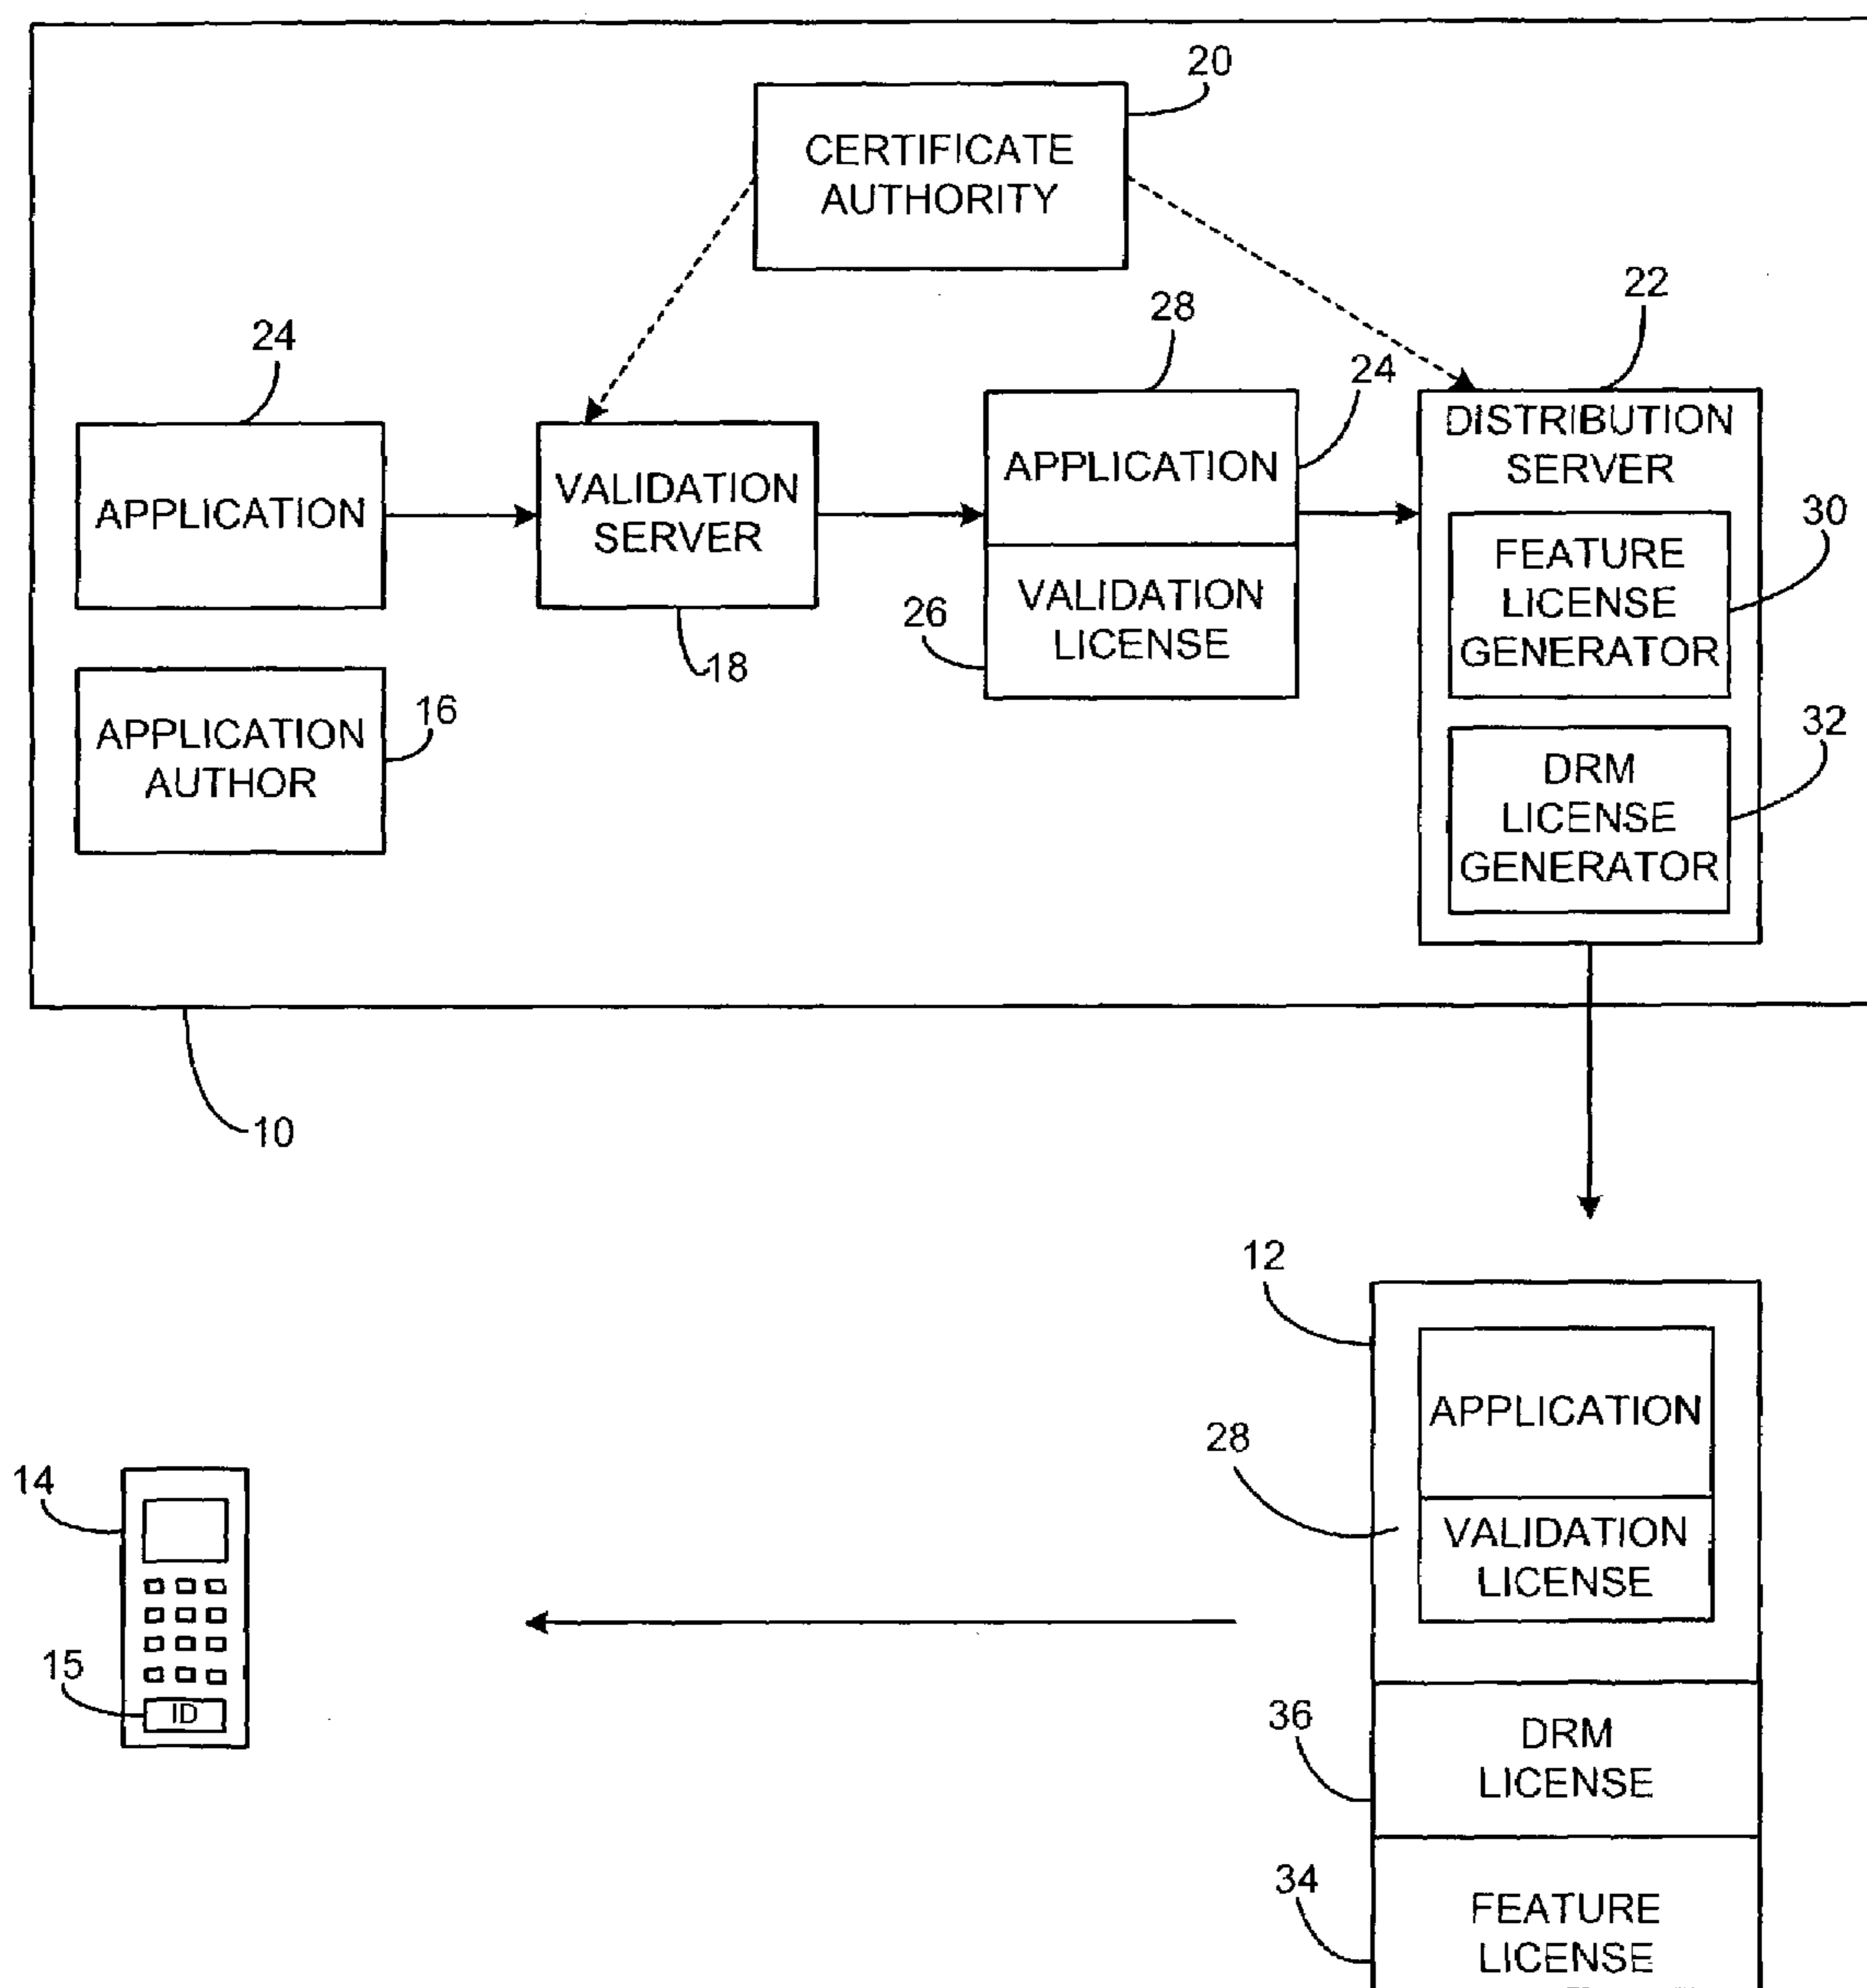 20
CERTIFICATE
AUTHORITY
24
28
24
22
APPLICATION
VALIDATION
SERVER
18
APPLICATION
26
VALIDATION
LICENSE
DISTRIBUTION
SERVER
30
FEATURE
LICENSE
GENERATOR
APPLICATION
AUTHOR
16
32
DRM
LICENSE
GENERATOR
10
12
APPLICATION
28
VALIDATION
LICENSE
14
15
ID
36
DRM
LICENSE
34
FEATURE
LICENSE